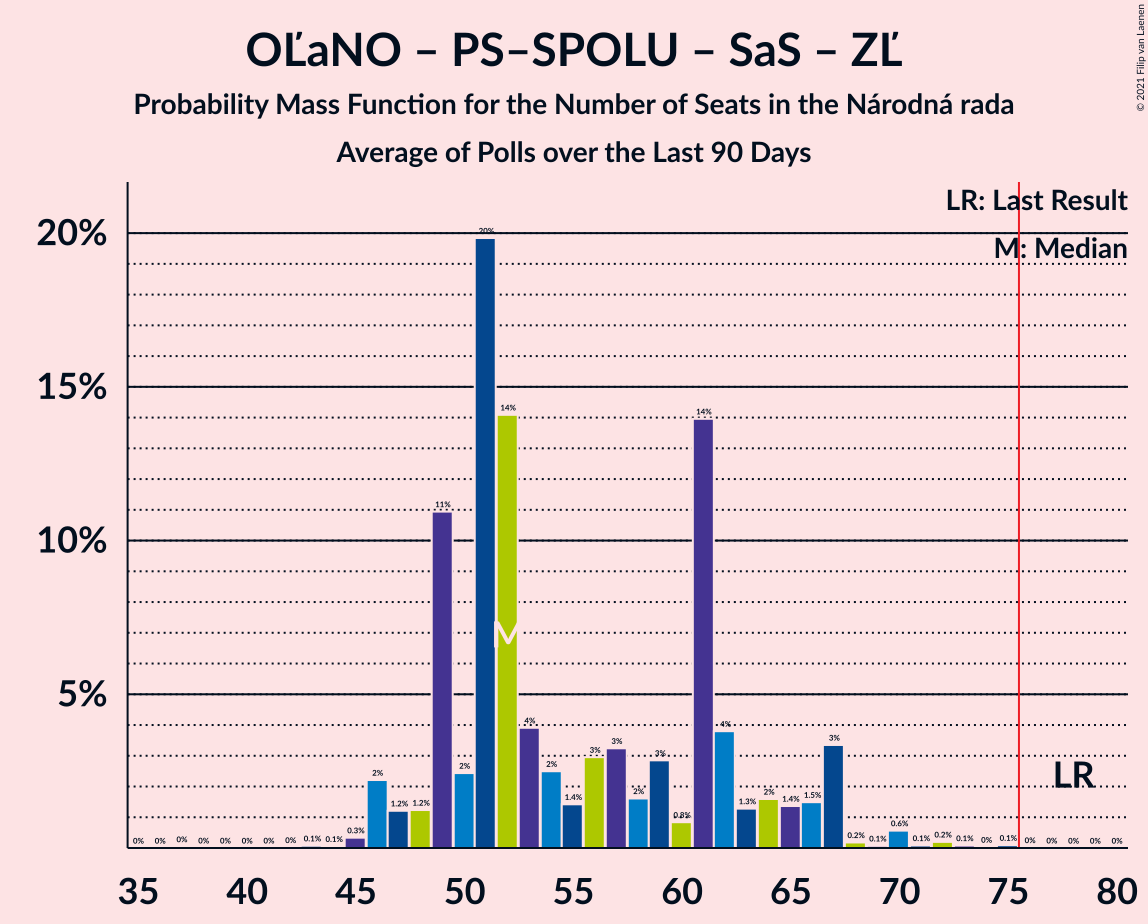 OĽaNO – PS–SPOLU – SaS – ZĽ
Probability Mass Function for the Number of Seats in the Národná rada
Average of Polls over the Last 90 Days
© 2021 Filip van Laenen
LR: Last Result
M: Median
20%
15%
10%
5%
0% 0% 0% 0% 0% 0% 0% 0% 0.1% 0.1% 0.3% 2% 1.2% 1.2% 11% 2% 20% 14% 4% 2% 1.4% 3% 3% 2% 3% 0.8% 14% 4% 1.3% 2% 1.4% 1.5% 3% 0.2% 0.1% 0.6% 0.1% 0.2% 0.1% 0% 0.1% 0% 0% 0% 0% 0%
M
LR
35 40 45 50 55 60 65 70 75 80